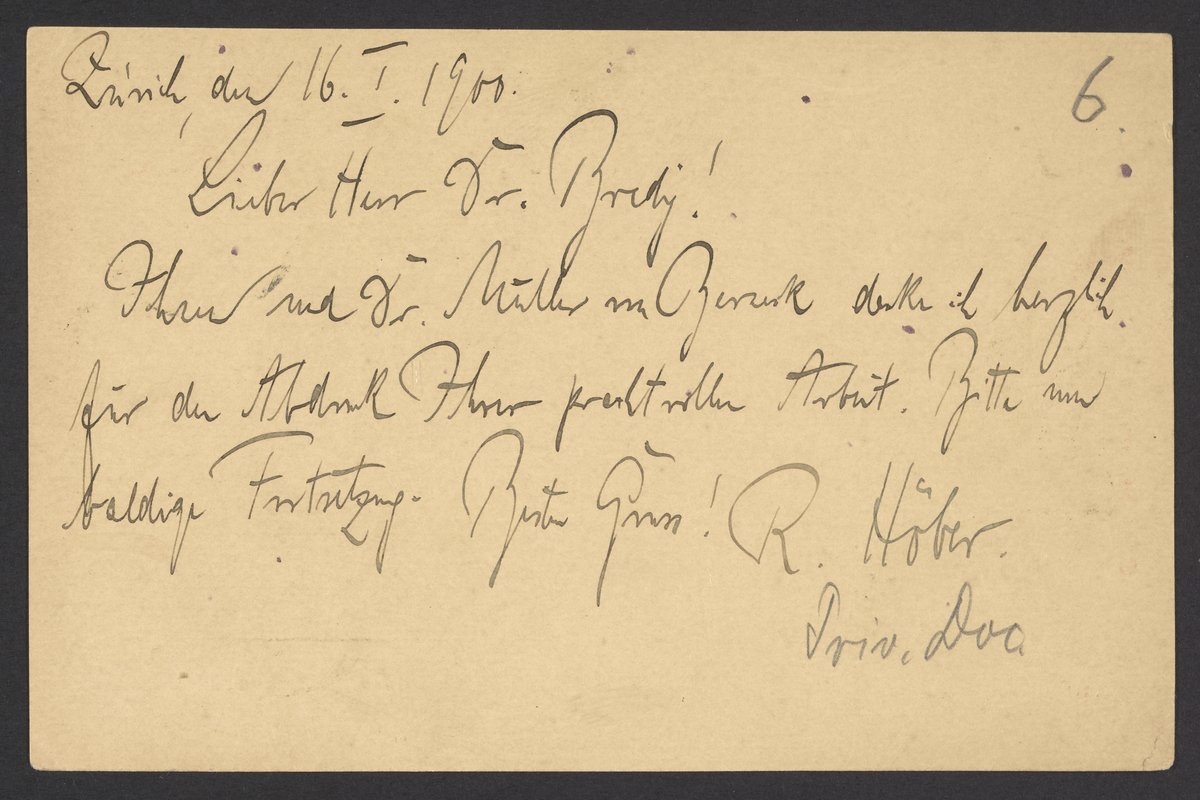 Zürich, den 16. I. 1900.
6.
Lieber Herr Dr. Bredig!
Ihnen und Dr. Müller von Berneck danke ich herzlich
für den Abdruck Ihrer prachtvollen Arbeit. Bitte um
baldige Fortsetzung. Besten Gruss! R. Höber.
Priv. Doc.